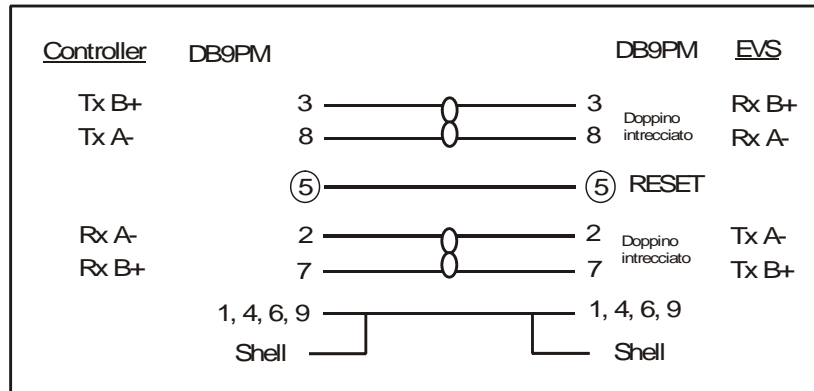 Controller DB9PM DB9PM EVS
Tx B+ 3 3 Rx B+
Doppino
intrecciato
Tx A- 8 8 Rx A-
5 5 RESET
Rx A- 2 2 Tx A-
Doppino
intrecciato
Rx B+ 7 7 Tx B+
1, 4, 6, 9 1, 4, 6, 9
Shell Shell